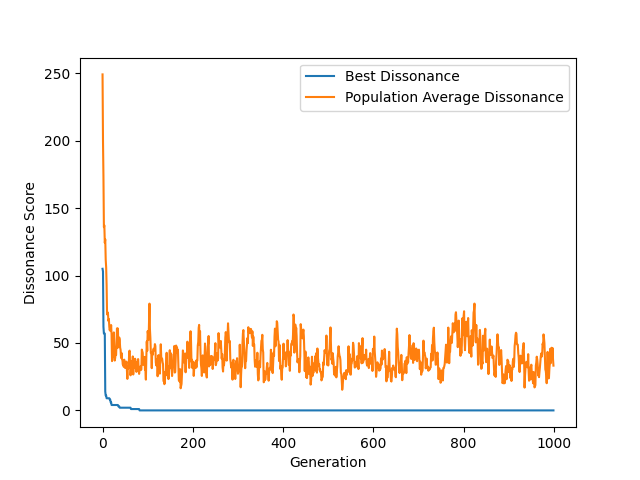 Best Dissonance
Population Average Dissonance
250
200
150
100
50
0
Dissonance Score
0 200 400 600 800 1000
Generation